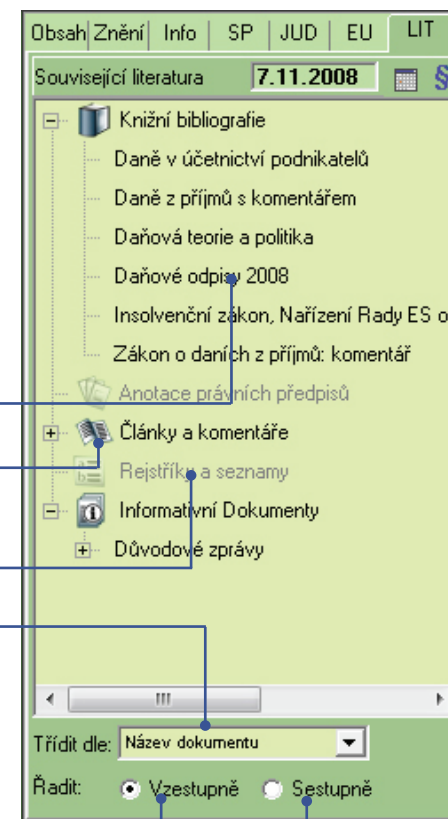 Obsah Znění Info SP JUD EU LIT
Související literatura 7.11.2008 §
Knižní bibliografie
Daně v účetnictví podnikatelů
Daně z příjmů s komentářem
Daňová teorie a politika
Daňové odpisy 2008
Insolvenční zákon, Nařízení Rady ES o
Zákon o daních z příjmů: komentář
Anotace právních předpisů
Články a komentáře
Rejstříky a seznamy
Informativní Dokumenty
Důvodové zprávy
Třídit dle: Název dokumentu
Řadit: Vzestupně Sestupně